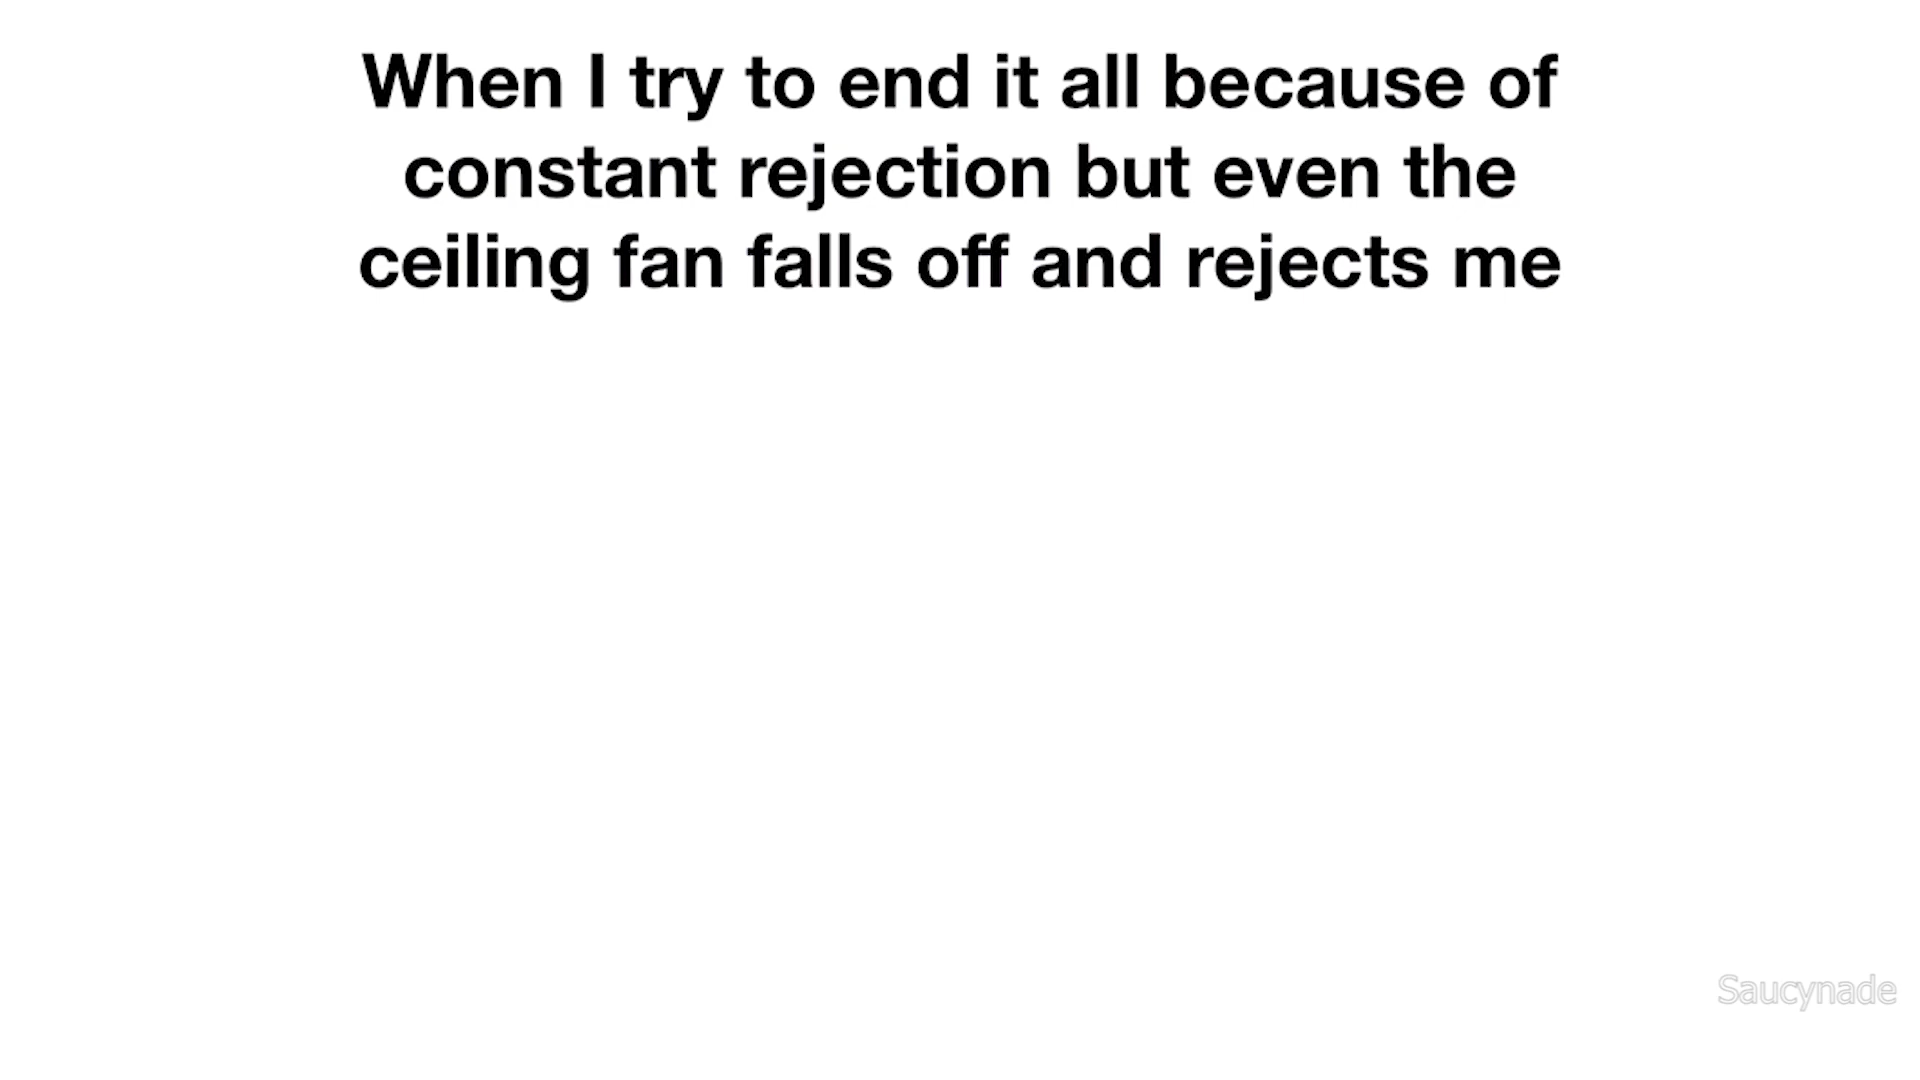 When I try to end it all because of
constant rejection but even the
ceiling fan falls off and rejects me
Saucynade